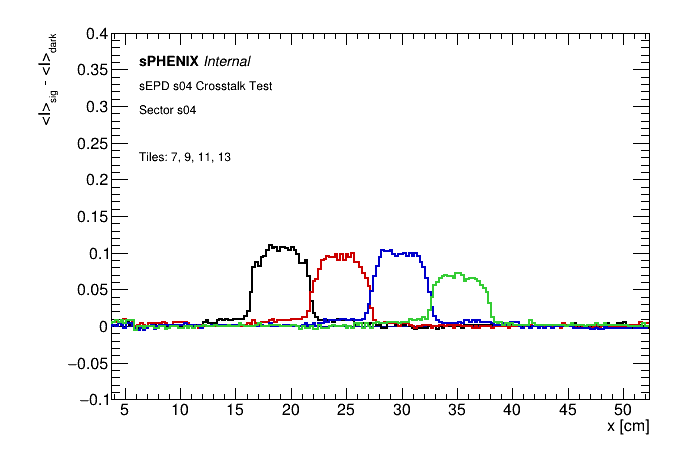 <I>sig - <I>dark
0.4
0.35
0.3
0.25
0.2
0.15
0.1
0.05
0
−0.05
−0.1
sPHENIX Internal
sEPD s04 Crosstalk Test
Sector s04
Tiles: 7, 9, 11, 13
5 10 15 20 25 30 35 40 45 50
x [cm]